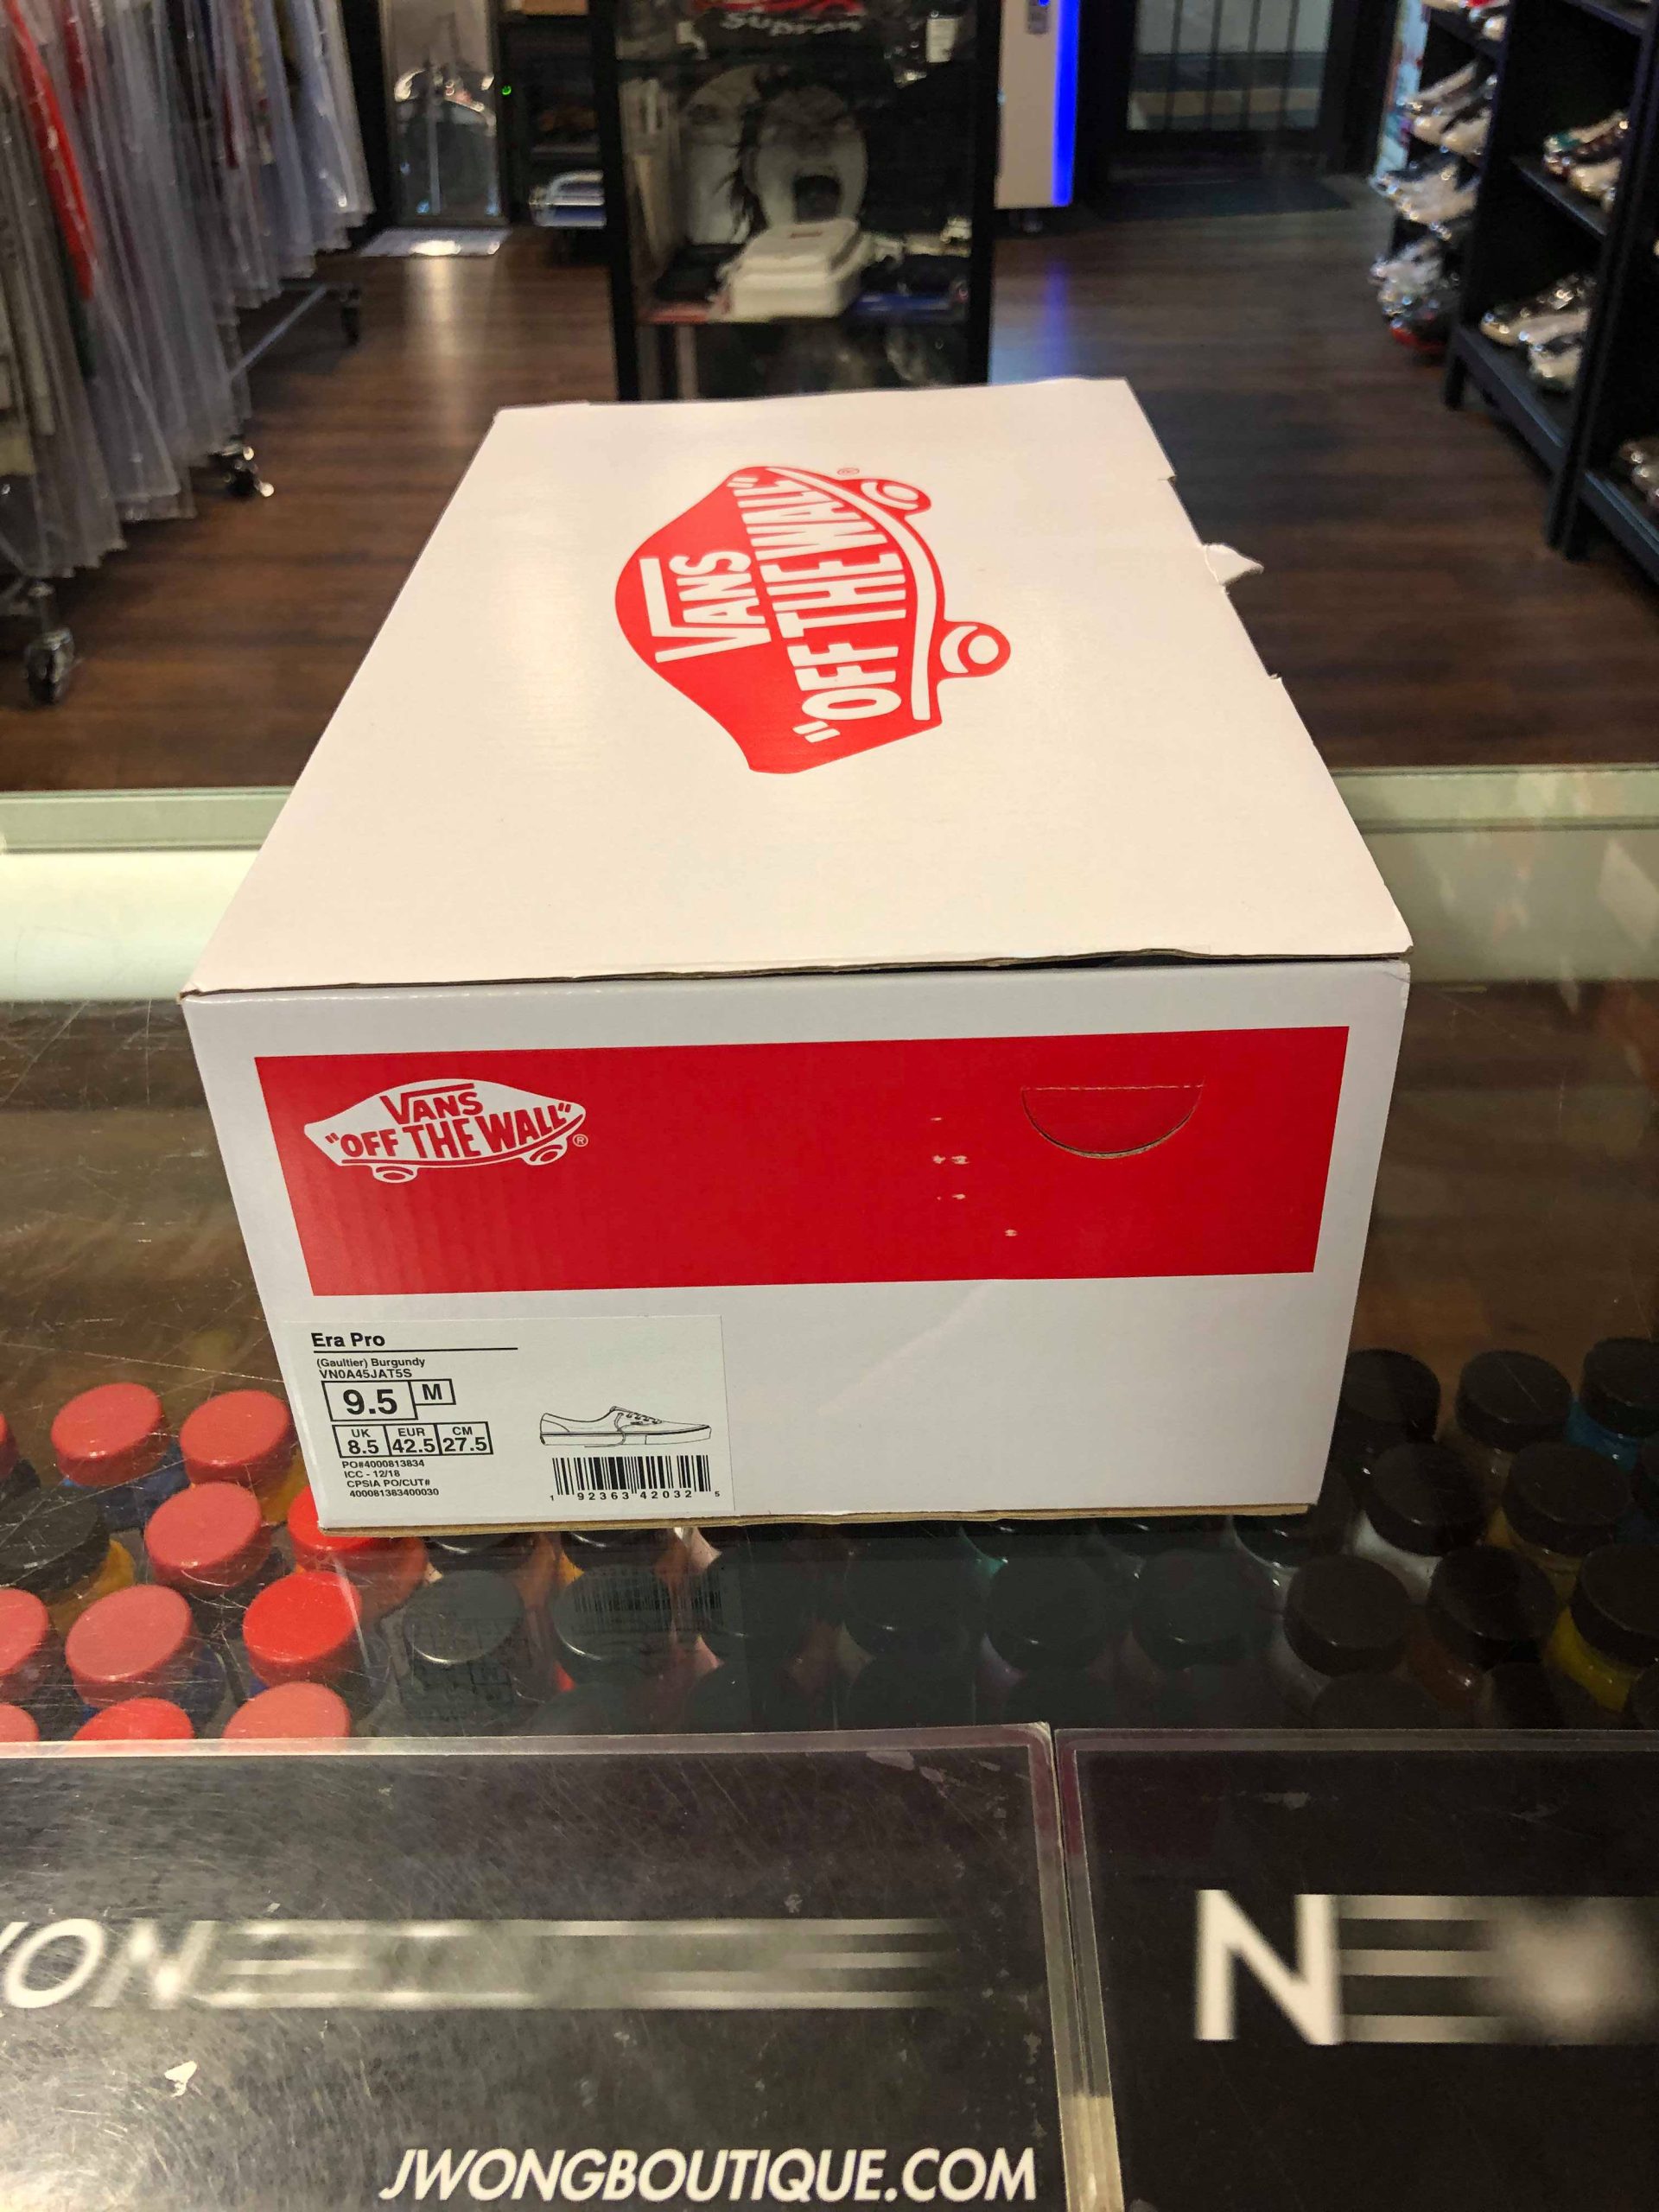 VANS
"OFF THE WALL"
®
VANS
"OFF THE WALL"
®
Era Pro
(Gaultier) Burgundy
VN0A45JAT5S
9.5 M
UK EUR CM
8.5 42.5 27.5
PO#4000813834
ICC - 12/18
CPSIA PO/CUT#
400081383400030
1 92363 42032 5
ON
N
JWONGBOUTIQUE.COM